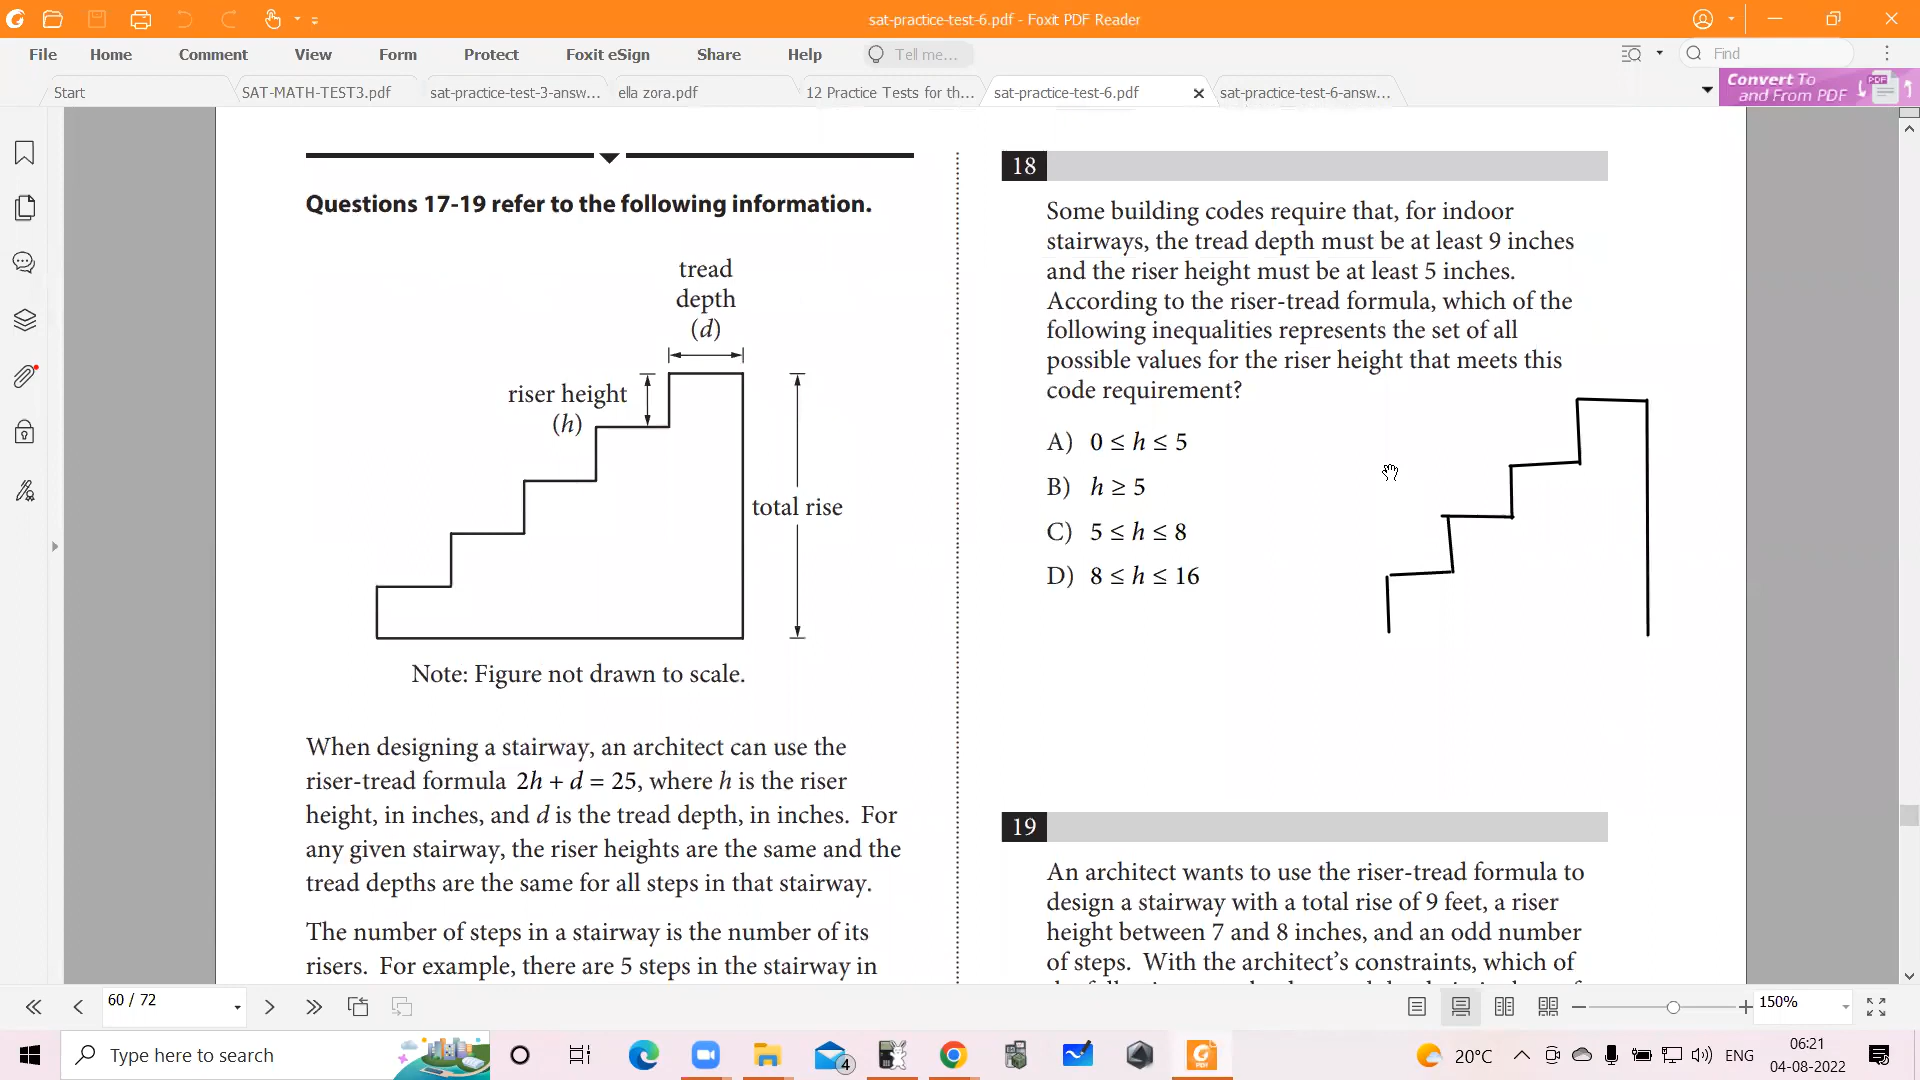 sat-practice-test-6.pdf - Foxit PDF Reader
File Home Comment View Form Protect Foxit eSign Share Help Tell me... Find
Start SAT-MATH-TEST3.pdf sat-practice-test-3-answ... ella zora.pdf 12 Practice Tests for th... sat-practice-test-6.pdf sat-practice-test-6-answ...
Convert To
and From PDF
PDF
Questions 17-19 refer to the following information.
tread
depth
(d)
riser height
(h)
total rise
Note: Figure not drawn to scale.
When designing a stairway, an architect can use the
riser-tread formula 2h + d = 25, where h is the riser
height, in inches, and d is the tread depth, in inches. For
any given stairway, the riser heights are the same and the
tread depths are the same for all steps in that stairway.
The number of steps in a stairway is the number of its
risers. For example, there are 5 steps in the stairway in
18
Some building codes require that, for indoor
stairways, the tread depth must be at least 9 inches
and the riser height must be at least 5 inches.
According to the riser-tread formula, which of the
following inequalities represents the set of all
possible values for the riser height that meets this
code requirement?
A) 0 ≤ h ≤ 5
B) h ≥ 5
C) 5 ≤ h ≤ 8
D) 8 ≤ h ≤ 16
19
An architect wants to use the riser-tread formula to
design a stairway with a total rise of 9 feet, a riser
height between 7 and 8 inches, and an odd number
of steps. With the architect's constraints, which of
60 / 72
150%
Type here to search
4
20°C
ENG
06:21
04-08-2022